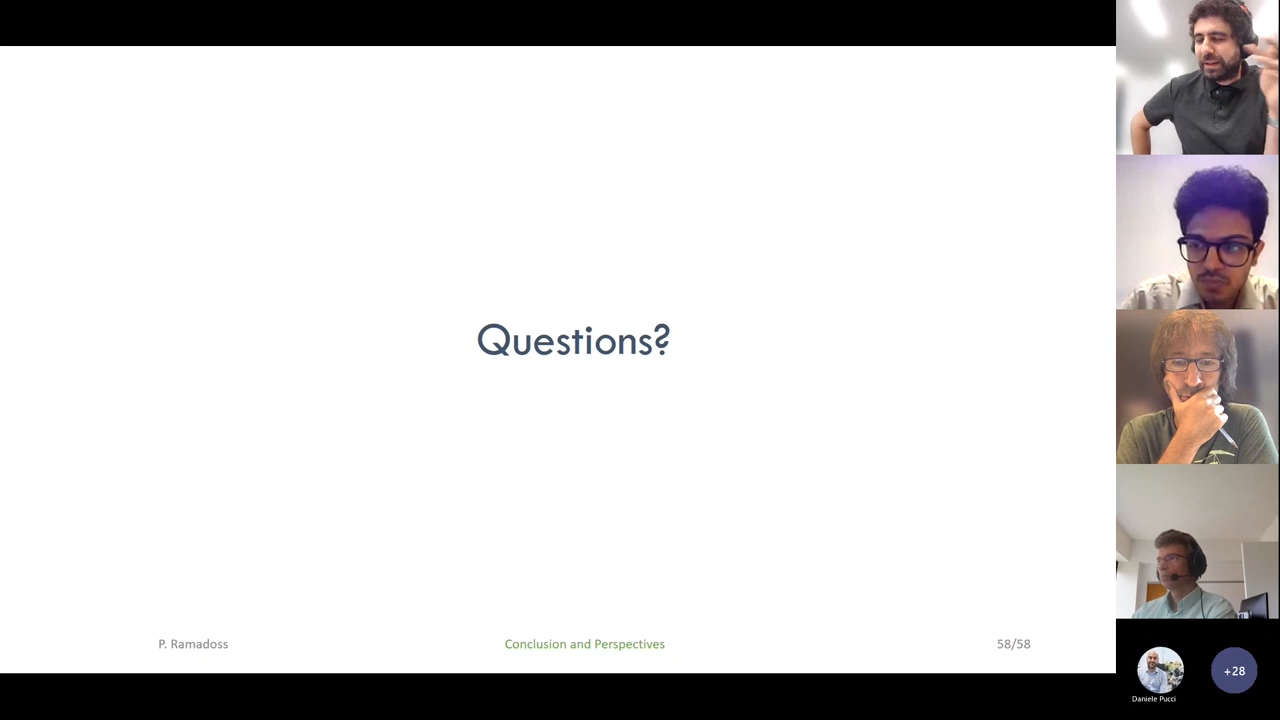 Questions?
P. Ramadoss
Conclusion and Perspectives
58/58
Daniele Pucci
+28